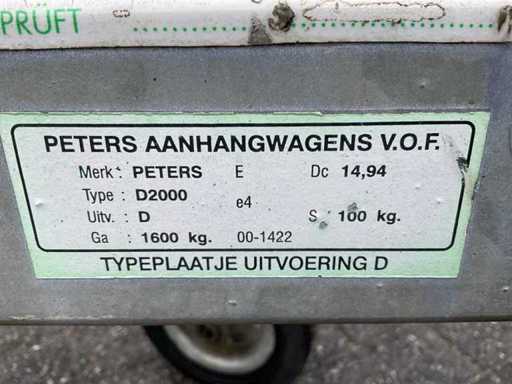 PRÜFT
PETERS AANHANGWAGENS V.O.F.
Merk : PETERS E Dc 14,94
Type : D2000 e4
Uitv. : D S : 100 kg.
Ga : 1600 kg. 00-1422
TYPEPLAATJE UITVOERING D